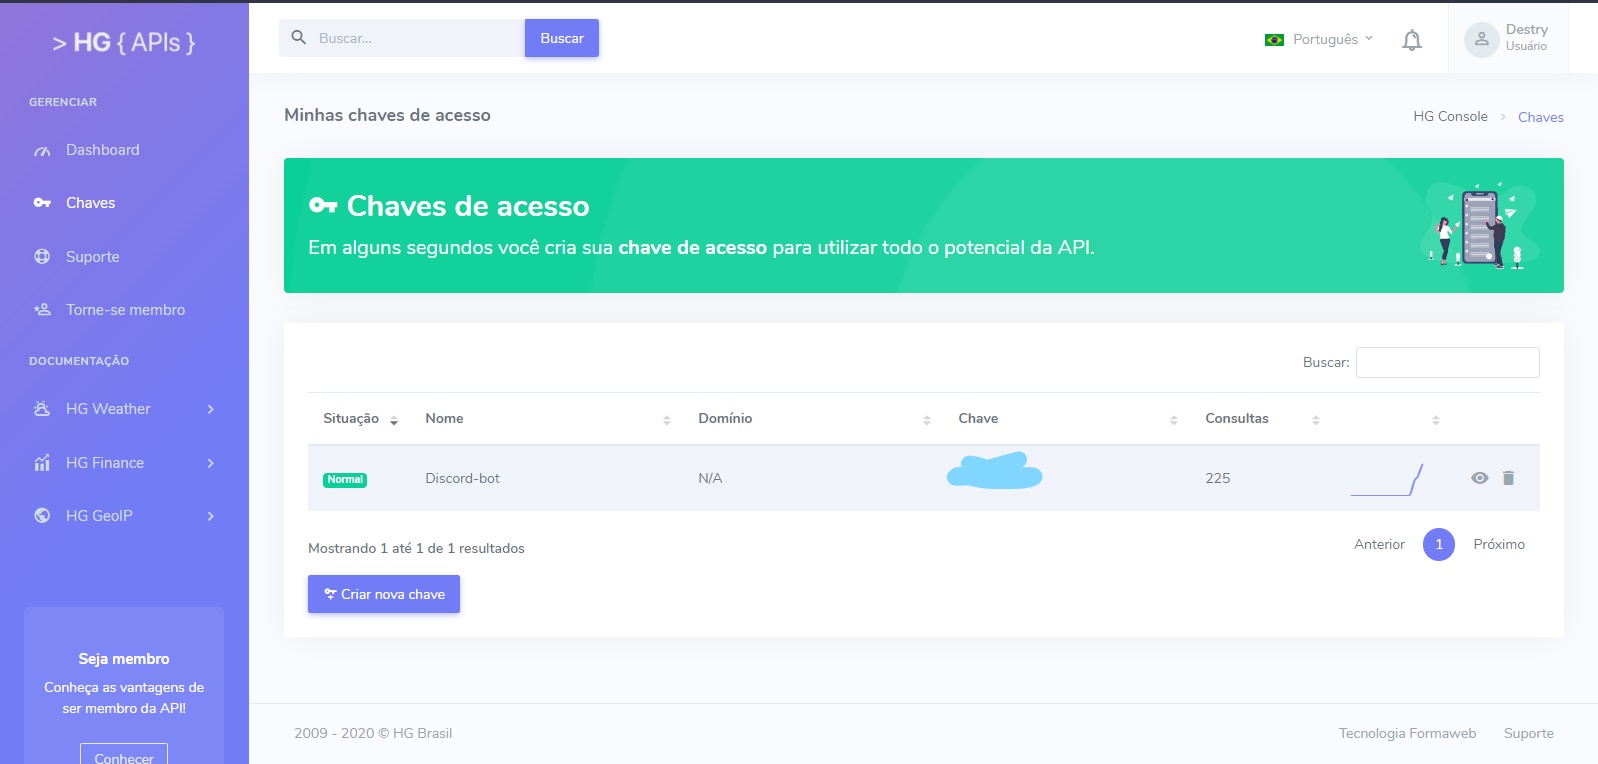 > HG { APIs }
Buscar...
Buscar
Português
Destry
Usuário
GERENCIAR
Dashboard
Chaves
Suporte
Torne-se membro
DOCUMENTAÇÃO
HG Weather
HG Finance
HG GeoIP
Seja membro
Conheça as vantagens de
ser membro da API!
Conhecer
Minhas chaves de acesso
HG Console > Chaves
Chaves de acesso
Em alguns segundos você cria sua chave de acesso para utilizar todo o potencial da API.
Buscar:
Situação Nome Domínio Chave Consultas
Normal Discord-bot N/A 225
Mostrando 1 até 1 de 1 resultados
Anterior 1 Próximo
Criar nova chave
2009 - 2020 © HG Brasil
Tecnologia Formaweb Suporte